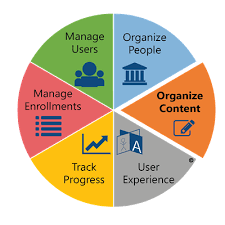 Manage
Users
Organize
People
Organize
Content
User
Experience
Track
Progress
Manage
Enrollments
A